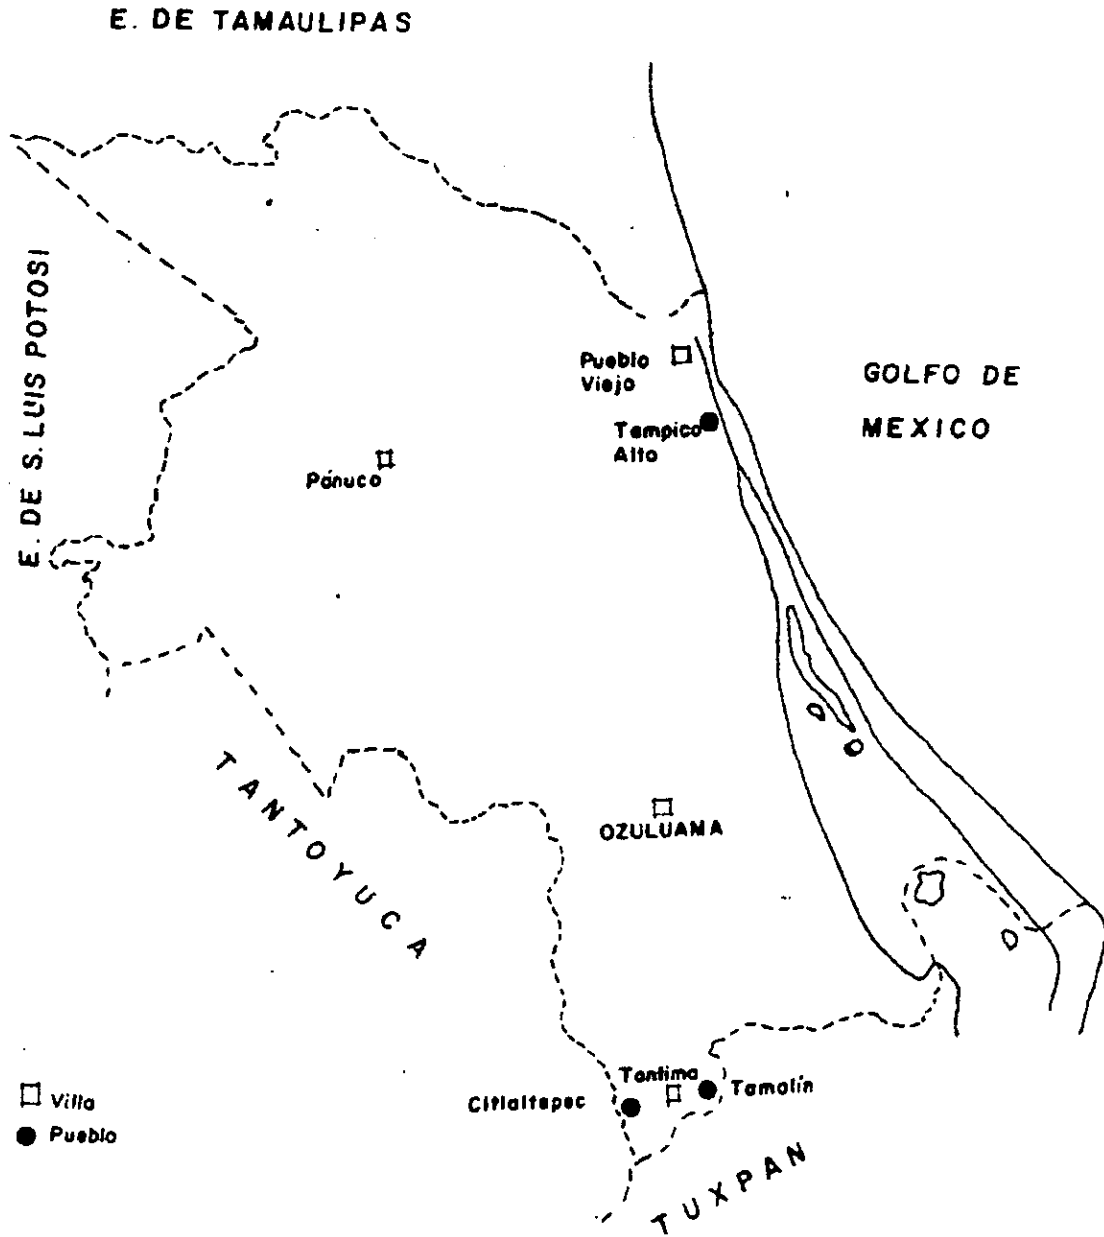 E. DE TAMAULIPAS
E. DE S. LUIS POTOSI
Pueblo
Viejo
GOLFO DE
MEXICO
Tampico
Alto
Pánuco
TANTOYUCA
OZULUAMA
Tantima
Citlaltepec
Tamalín
Villa
Pueblo
TUXPAN